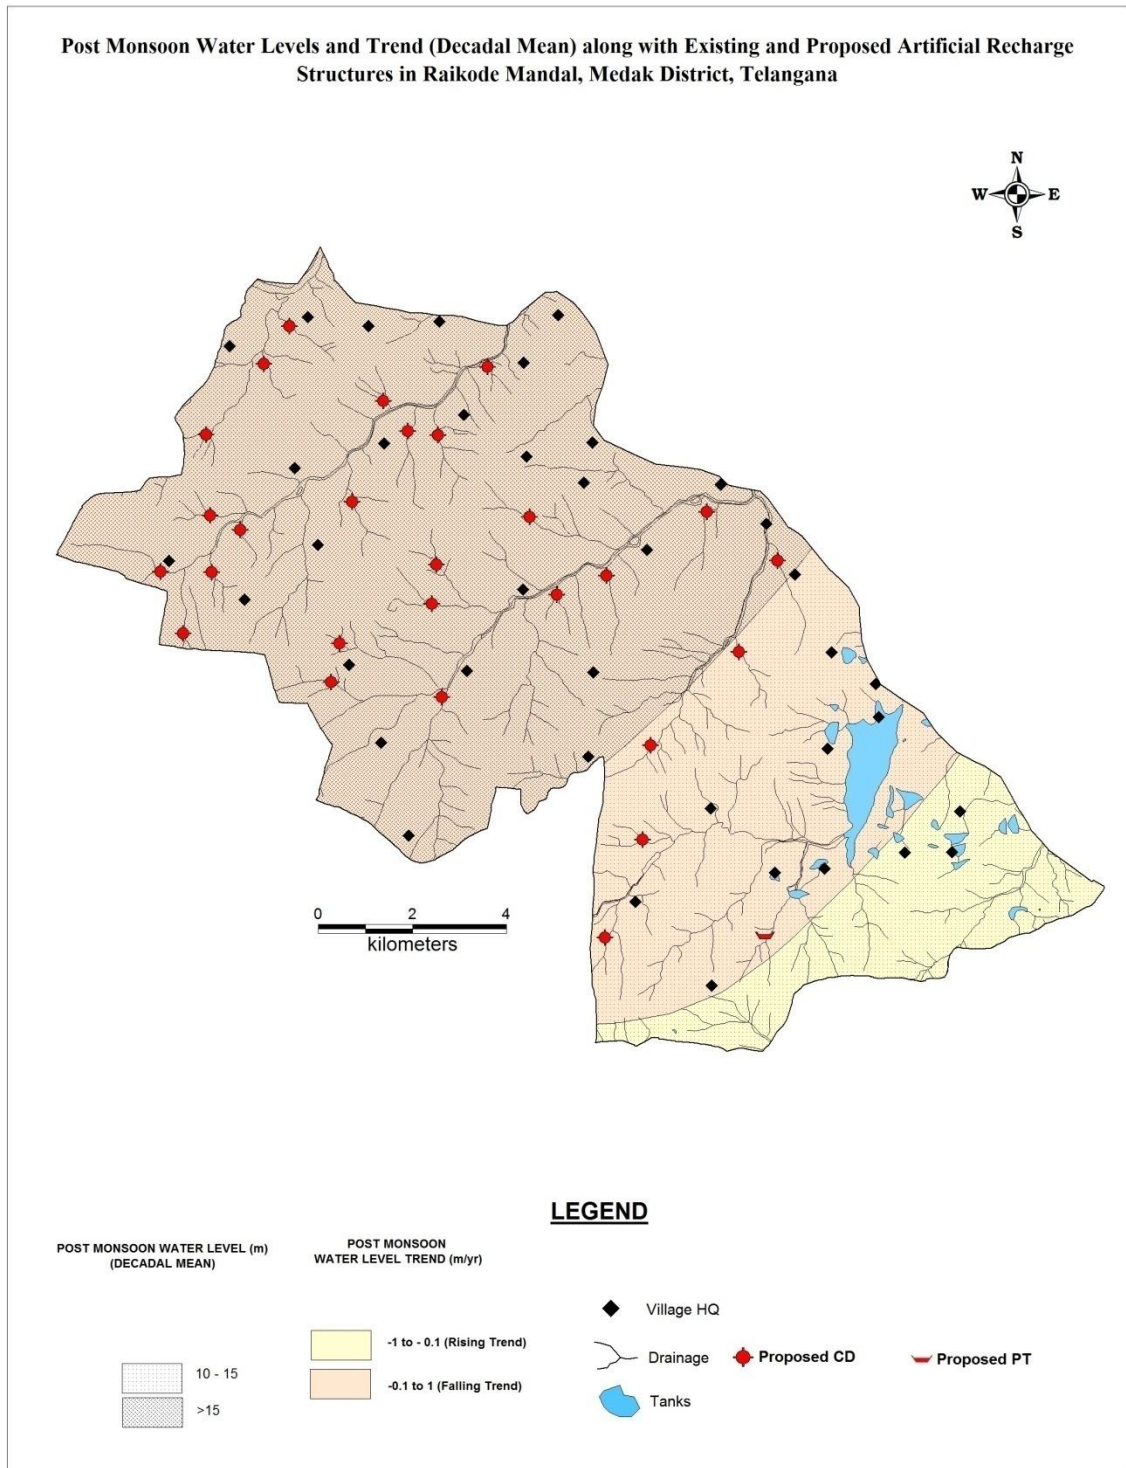 Post Monsoon Water Levels and Trend (Decadal Mean) along with Existing and Proposed Artificial Recharge
Structures in Raikode Mandal, Medak District, Telangana
N
W E
S
0 2 4
kilometers
LEGEND
POST MONSOON WATER LEVEL (m)
(DECADAL MEAN)
10 - 15
>15
POST MONSOON
WATER LEVEL TREND (m/yr)
-1 to - 0.1 (Rising Trend)
-0.1 to 1 (Falling Trend)
Village HQ
Drainage
Proposed CD
Proposed PT
Tanks